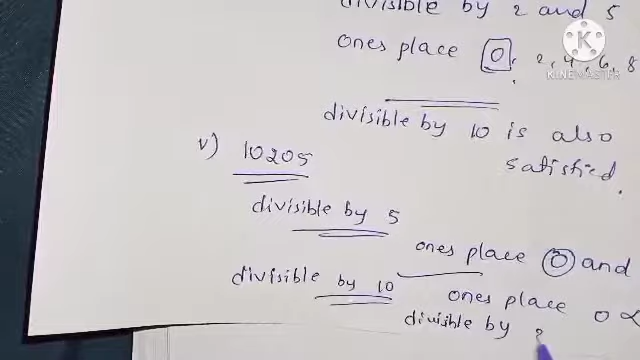 divisible by 2 and 5
ones place 0, 2, 4, 6, 8
KINEMASTER
divisible by 10 is also
satisfied.
v) 10205
divisible by 5
ones place 0 and
divisible by 10
ones place 0
divisible by